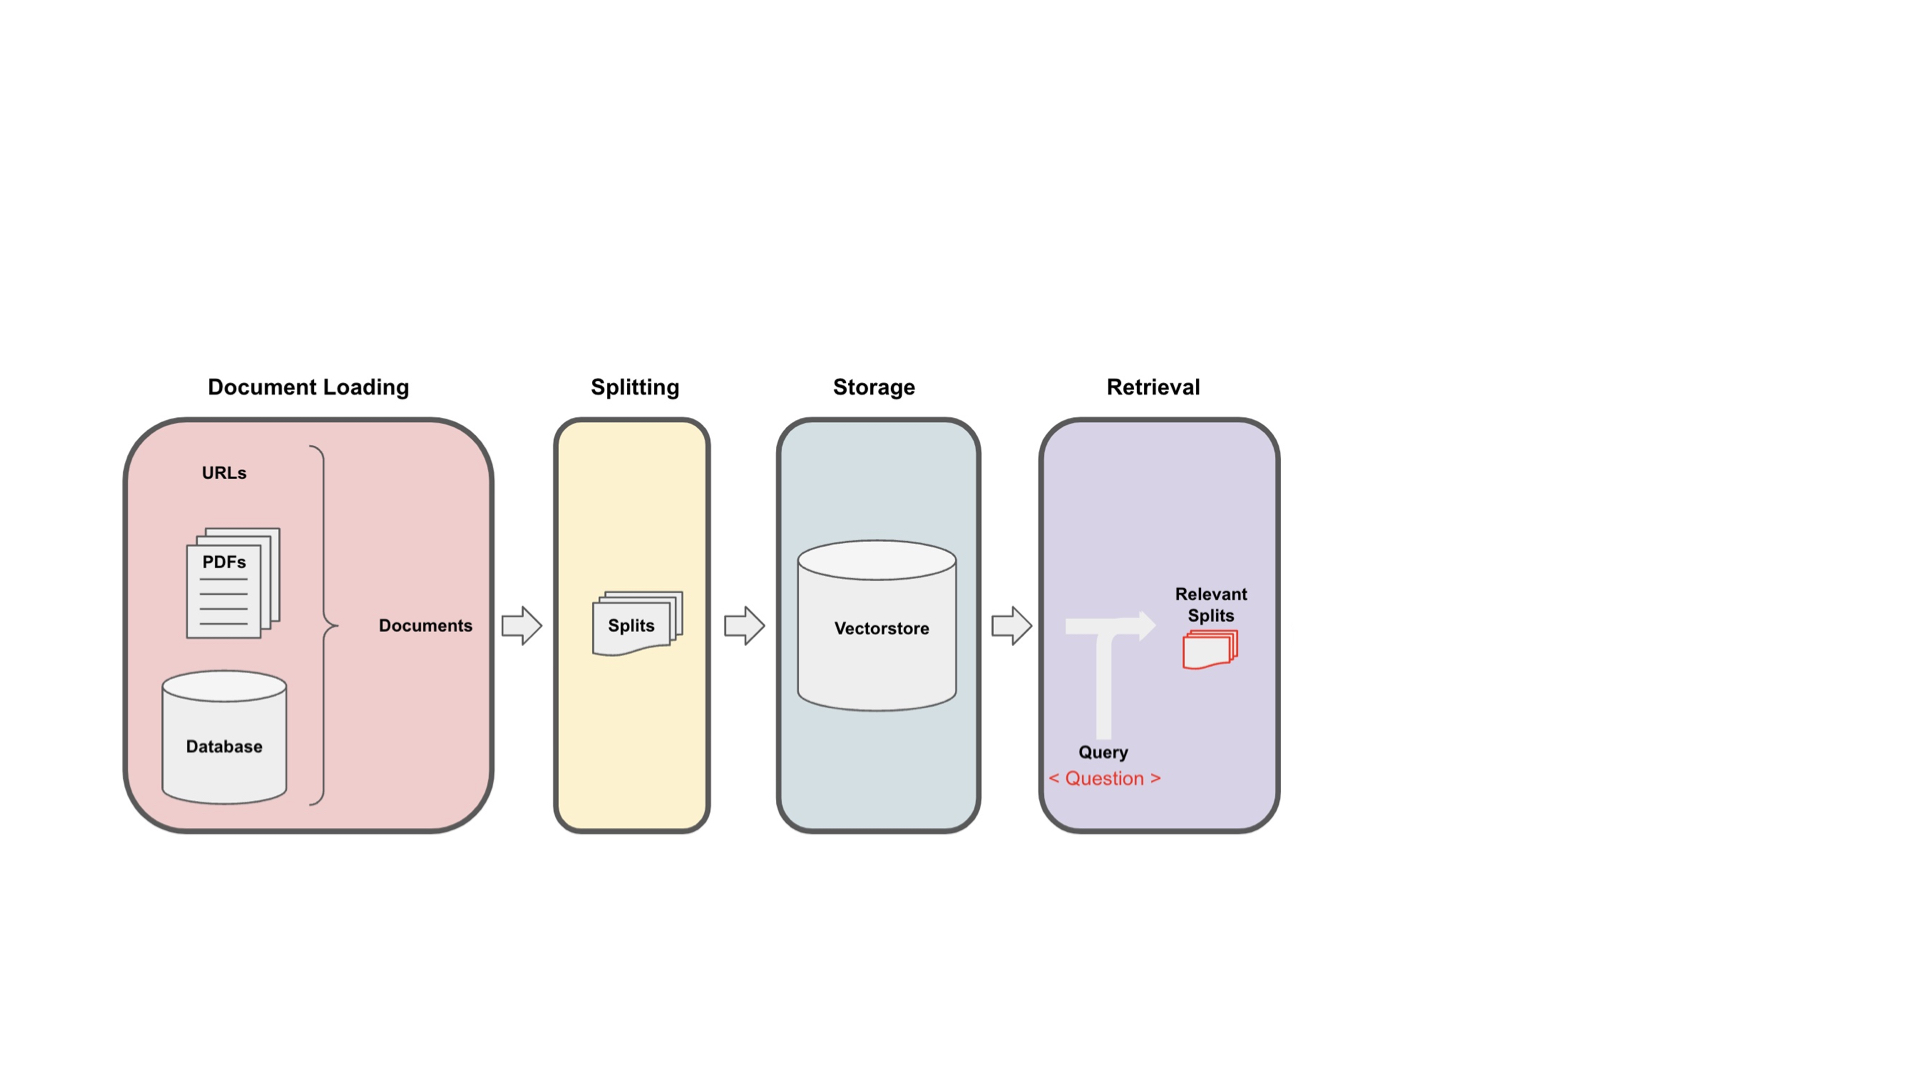 Document Loading
Splitting
Storage
Retrieval
URLs
PDFs
Documents
Database
Splits
Vectorstore
Relevant
Splits
Query
< Question >